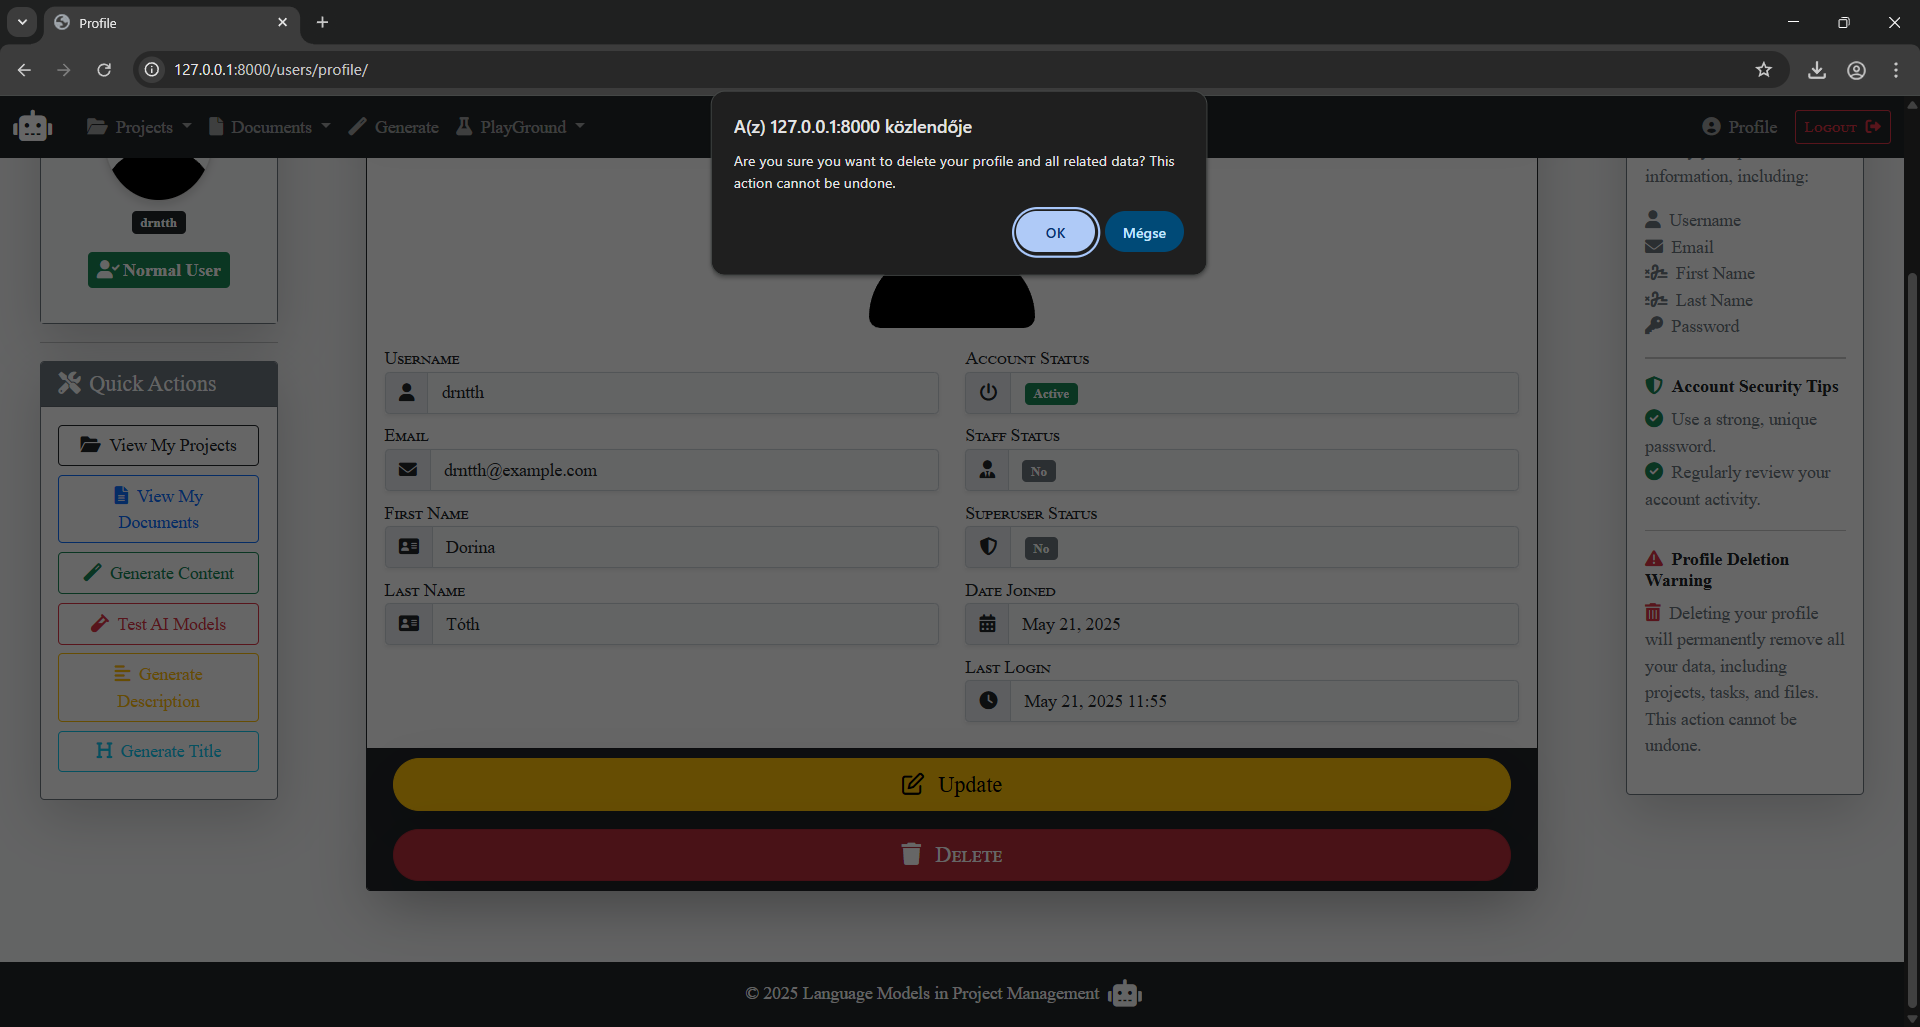 Profile
127.0.0.1:8000/users/profile/
Projects
Documents
Generate
PlayGround
Profile
Logout
A(z) 127.0.0.1:8000 közlendője
Are you sure you want to delete your profile and all related data? This
action cannot be undone.
OK
Mégse
drntth
Normal User
Quick Actions
View My Projects
View My
Documents
Generate Content
Test AI Models
Generate
Description
Generate Title
Username
drntth
Email
drntth@example.com
First Name
Dorina
Last Name
Tóth
Account Status
Active
Staff Status
No
Superuser Status
No
Date Joined
May 21, 2025
Last Login
May 21, 2025 11:55
Update
Delete
information, including:
Username
Email
First Name
Last Name
Password
Account Security Tips
Use a strong, unique
password.
Regularly review your
account activity.
Profile Deletion
Warning
Deleting your profile
will permanently remove all
your data, including
projects, tasks, and files.
This action cannot be
undone.
© 2025 Language Models in Project Management